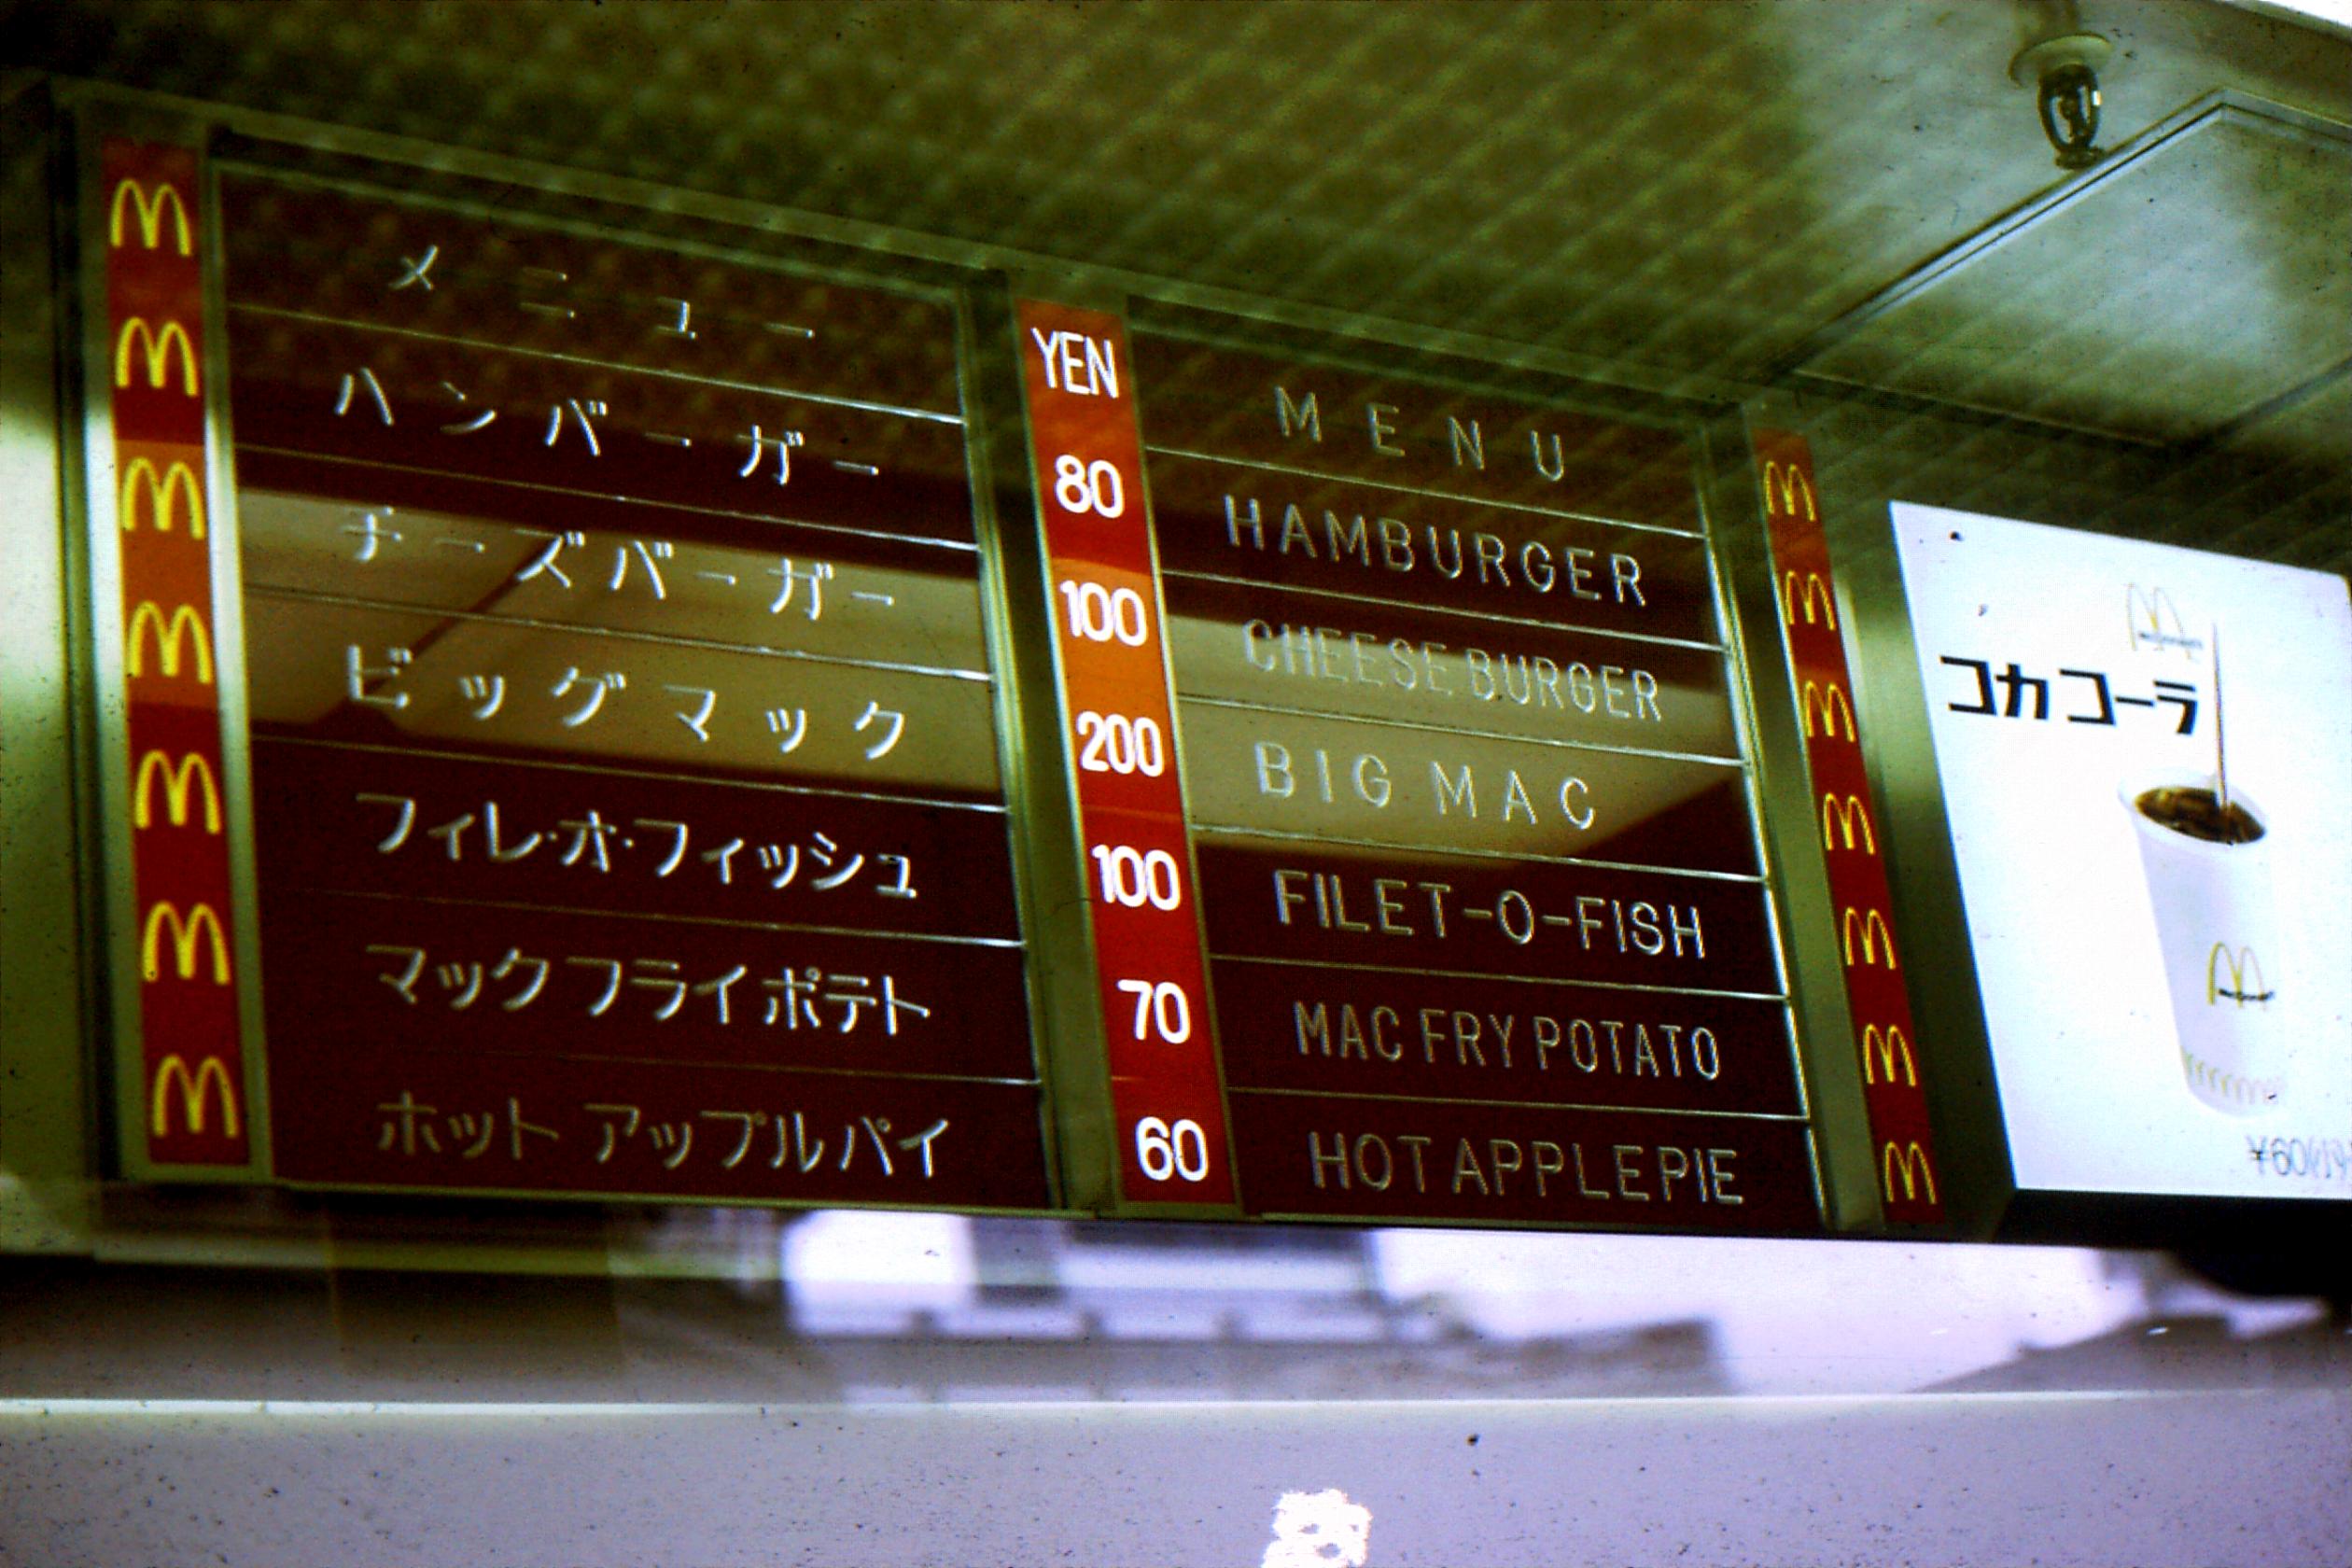 メニュー YEN MENU
ハンバーガー 80 HAMBURGER
チーズバーガー 100 CHEESE BURGER
ビッグマック 200 BIG MAC
フィレ・オ・フィッシュ 100 FILET-O-FISH
マックフライポテト 70 MAC FRY POTATO
ホット アップルパイ 60 HOT APPLE PIE
コカコーラ
¥60